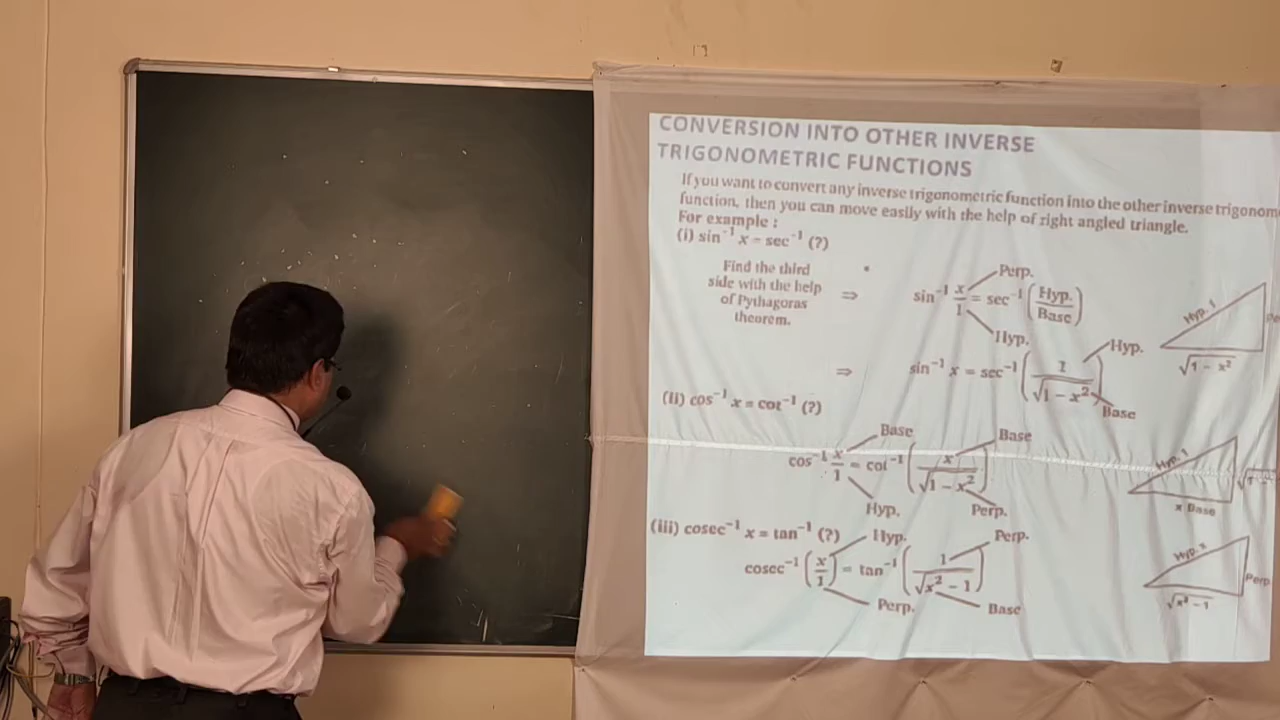 CONVERSION INTO OTHER INVERSE
TRIGONOMETRIC FUNCTIONS
If you want to convert any inverse trigonometric function into the other inverse trigonom
function, then you can move easily with the help of right angled triangle.
For example :
(i) sin⁻¹ x = sec⁻¹ (?)
Find the third
side with the help
of Pythagoras
theorem.
⇒ sin⁻¹ x/1 = sec⁻¹ (Hyp./Base)
Perp.
Hyp.
Hyp. 1
√1 - x²
⇒ sin⁻¹ x = sec⁻¹ (1/√1 - x²)
Hyp.
Base
(ii) cos⁻¹ x = cot⁻¹ (?)
cos⁻¹ x/1 = cot⁻¹ (x/√1 - x²)
Base
Hyp.
Base
Perp.
Hyp. 1
x Base
(iii) cosec⁻¹ x = tan⁻¹ (?)
cosec⁻¹ (x/1) = tan⁻¹ (1/√x² - 1)
Hyp.
Perp.
Perp.
Base
Hyp. x
Perp
√x² - 1